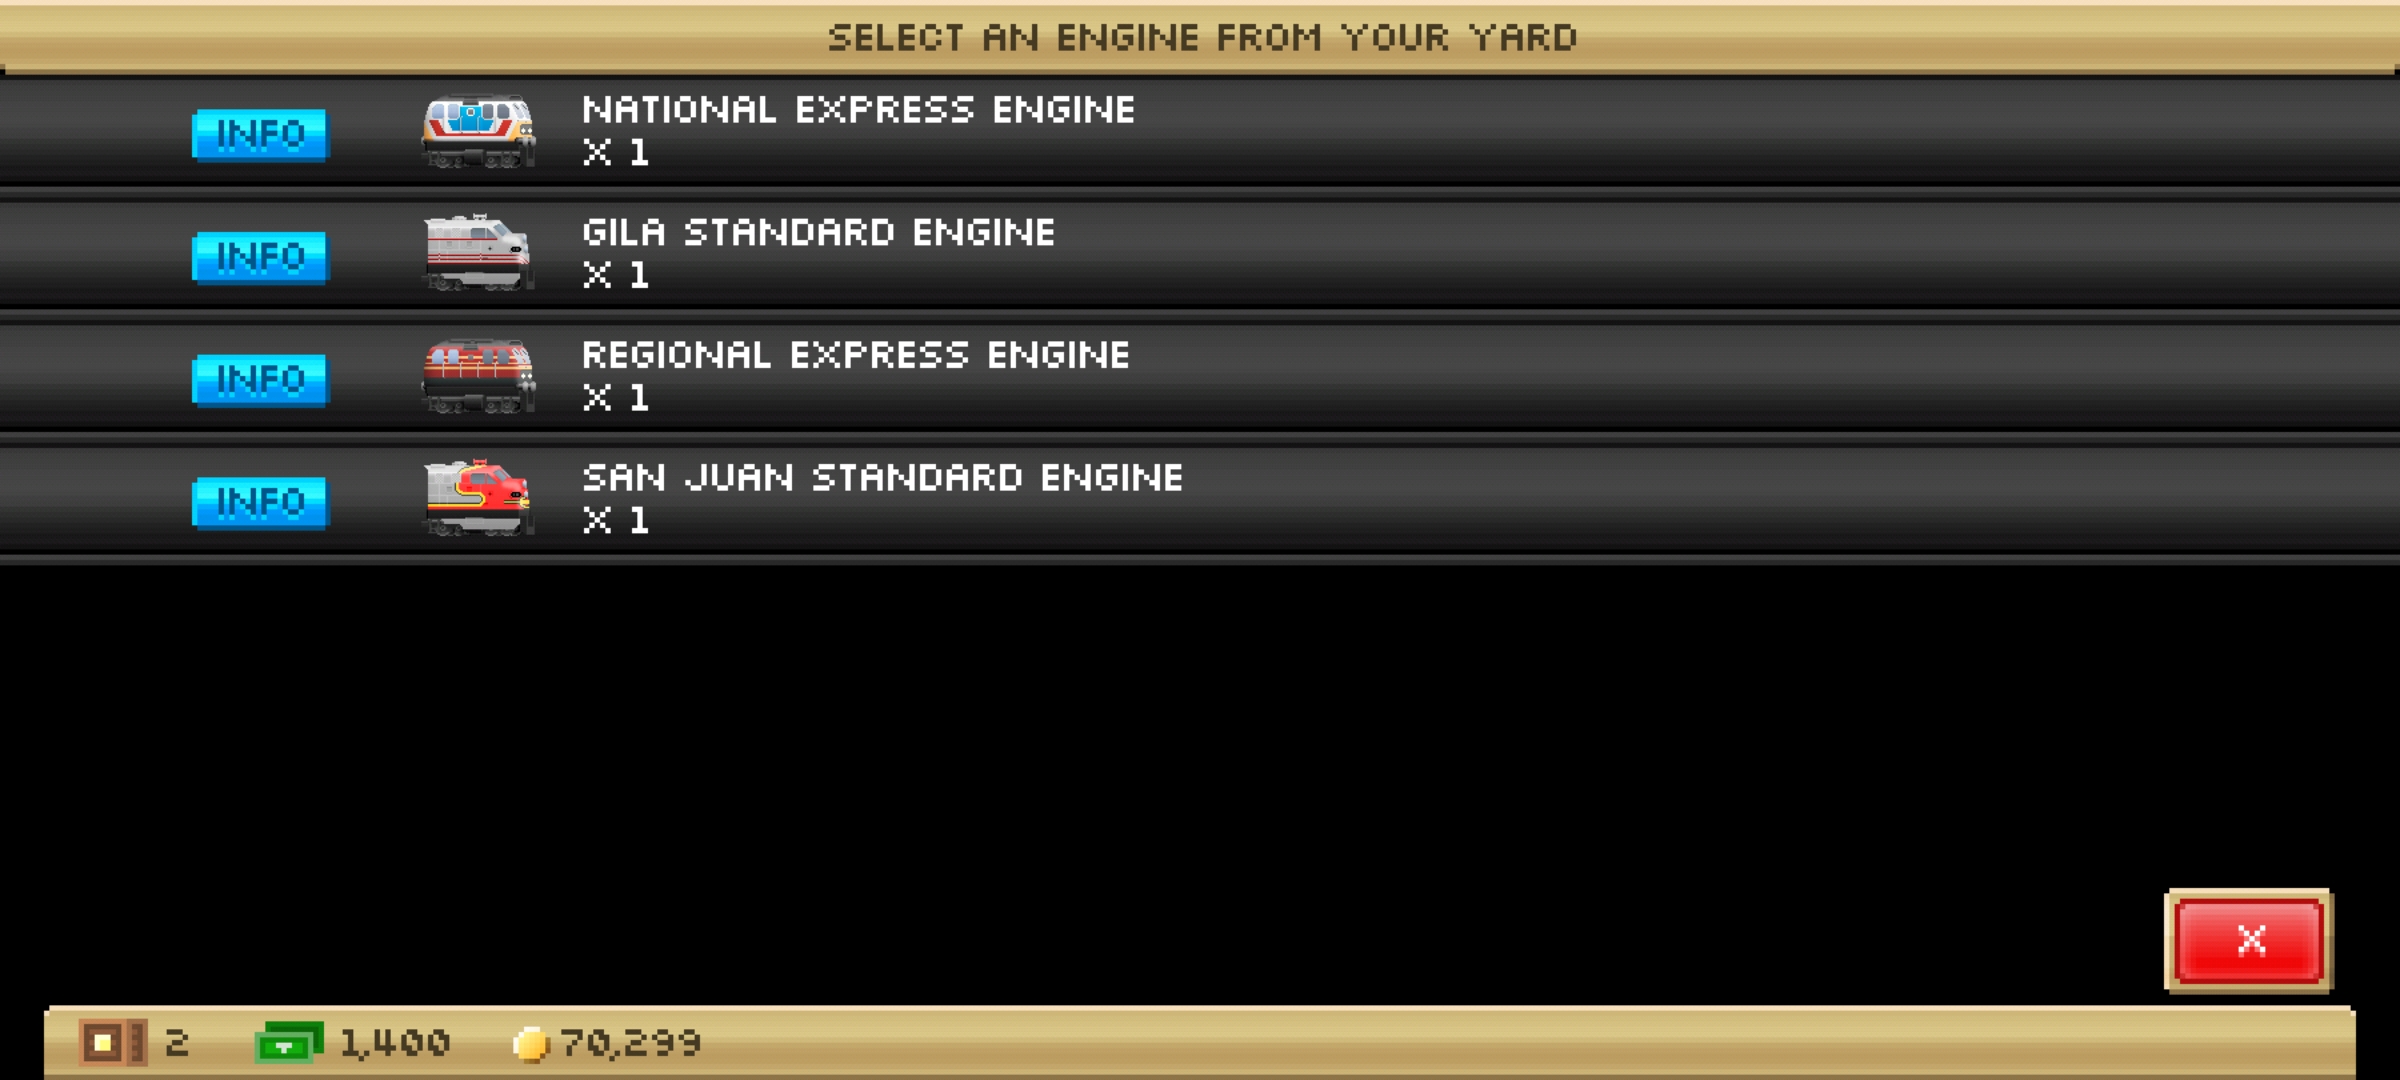 SELECT AN ENGINE FROM YOUR YARD
INFO
NATIONAL EXPRESS ENGINE
X 1
INFO
GILA STANDARD ENGINE
X 1
INFO
REGIONAL EXPRESS ENGINE
X 1
INFO
SAN JUAN STANDARD ENGINE
X 1
X
2 1,400 70,299